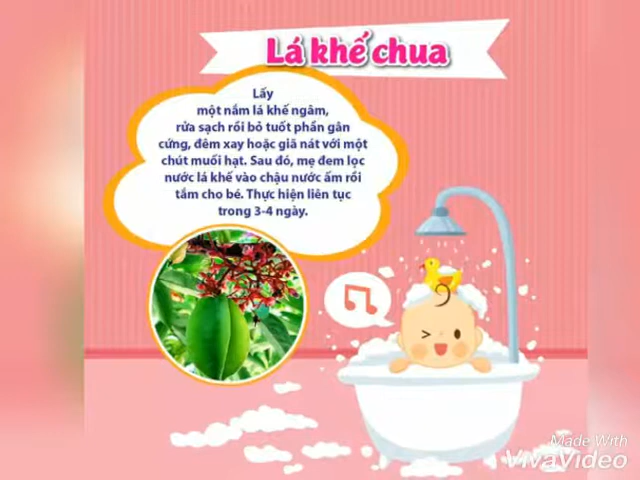 Lá khế chua
Lấy
một nắm lá khế ngâm,
rửa sạch rồi bỏ tuốt phần gân
cứng, đêm xay hoặc giã nát với một
chút muối hạt. Sau đó, mẹ đem lọc
nước lá khế vào chậu nước ấm rồi
tắm cho bé. Thực hiện liên tục
trong 3-4 ngày.
Made With
VivaVideo